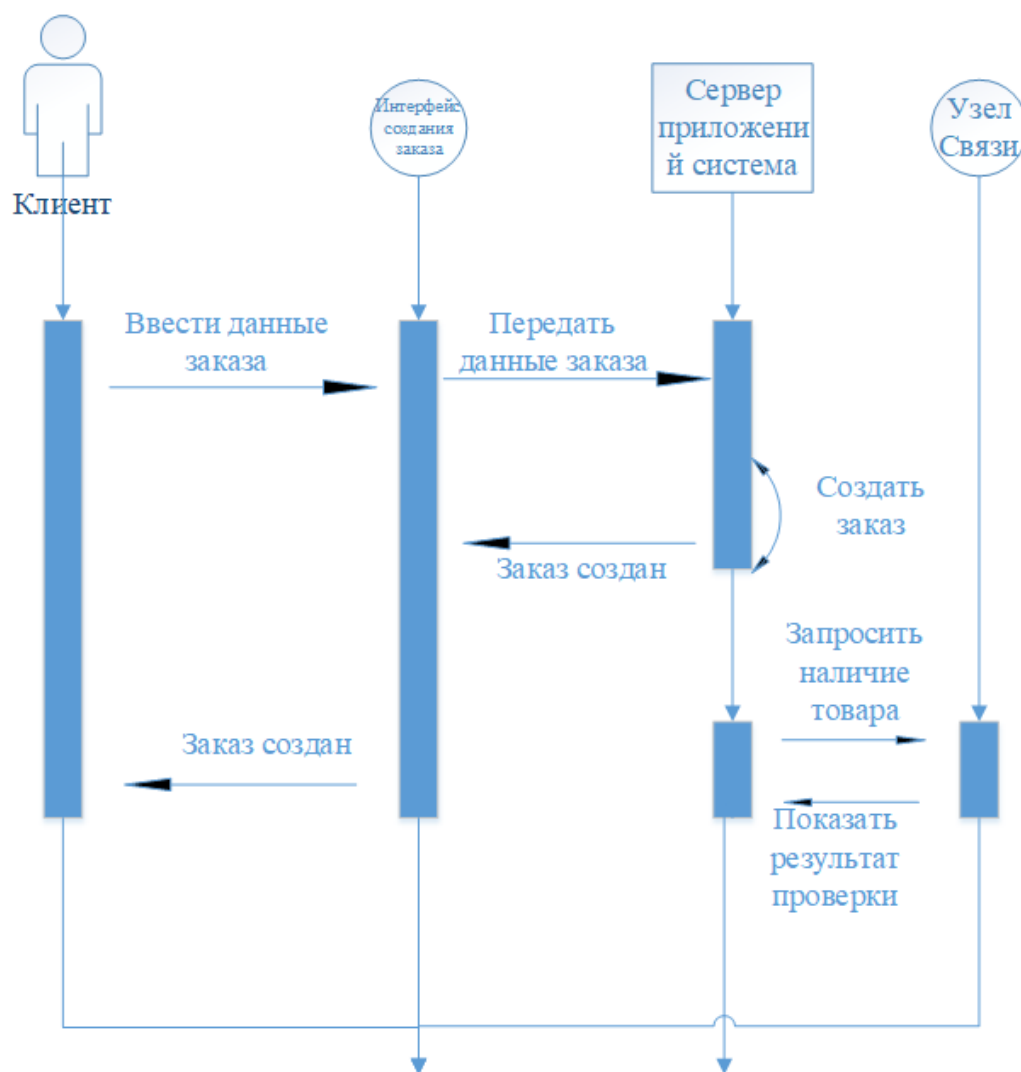 Клиент
Интерфейс
создания
заказа
Сервер
приложени
й система
Узел
Связи
Ввести данные
заказа
Передать
данные заказа
Создать
заказ
Заказ создан
Запросить
наличие
товара
Заказ создан
Показать
результат
проверки